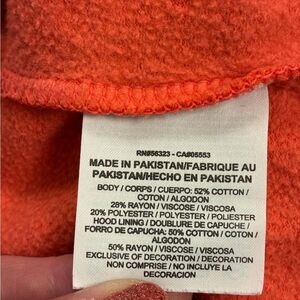 RN#56323 - CA#05553
MADE IN PAKISTAN/FABRIQUE AU
PAKISTAN/HECHO EN PAKISTAN
BODY / CORPS / CUERPO: 52% COTTON /
COTON / ALGODON
28% RAYON / VISCOSE / VISCOSA
20% POLYESTER / POLYESTER / POLIESTER
HOOD LINING / DOUBLURE DE CAPUCHE /
FORRO DE CAPUCHA: 50% COTTON / COTON /
ALGODON
50% RAYON / VISCOSE / VISCOSA
EXCLUSIVE OF DECORATION / DECORATION
NON COMPRISE / NO INCLUYE LA
DECORACION